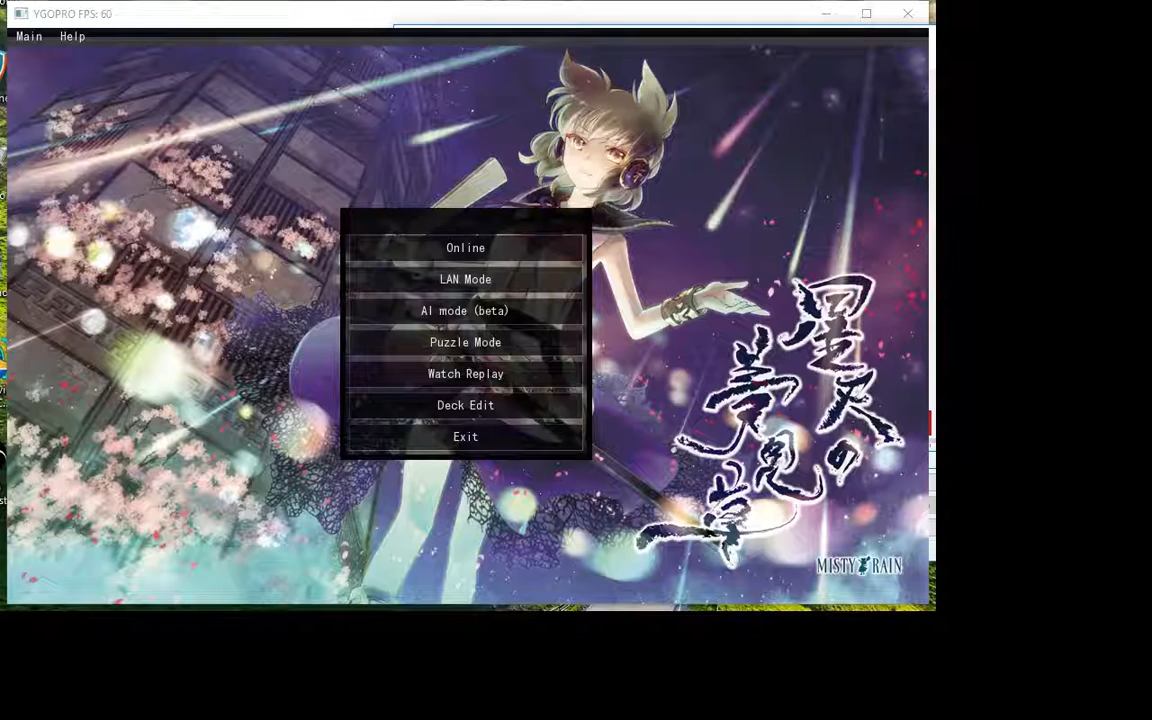 YGOPRO FPS: 60
Main Help
Online
LAN Mode
AI mode (beta)
Puzzle Mode
Watch Replay
Deck Edit
Exit
星天の
夢見草
MISTY RAIN